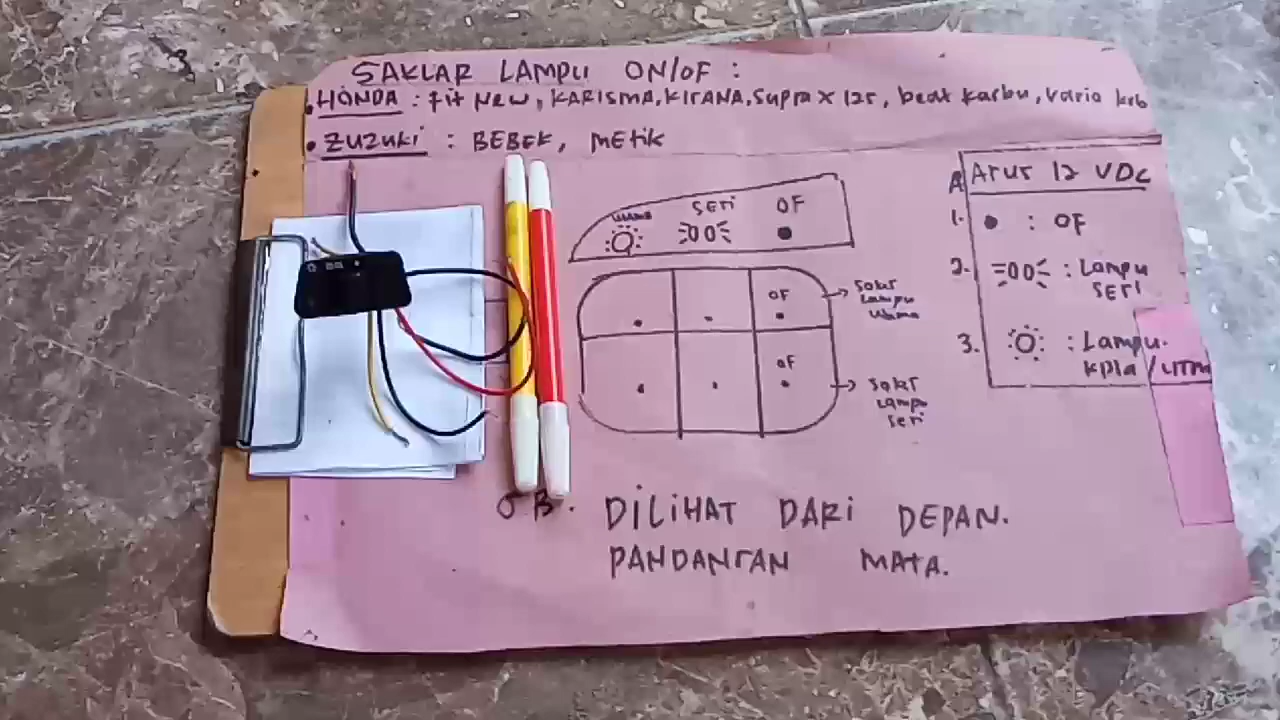 SAKLAR LAMPU ON/OF :
• HONDA : fit New, KARISMA, KIRANA, Supra X 125, beat karbu, vario krb
• ZUZUKI : BEBEK, METIK
UTAMA SERI OF
OF
OF
Saklr Lampu Utama
Saklr Lampu Seri
A Arus 12 VDC
1. ● : OF
2. : Lampu SERI
3. : Lampu. kpla / UTM
B. DILIHAT DARI DEPAN.
PANDANGAN MATA.